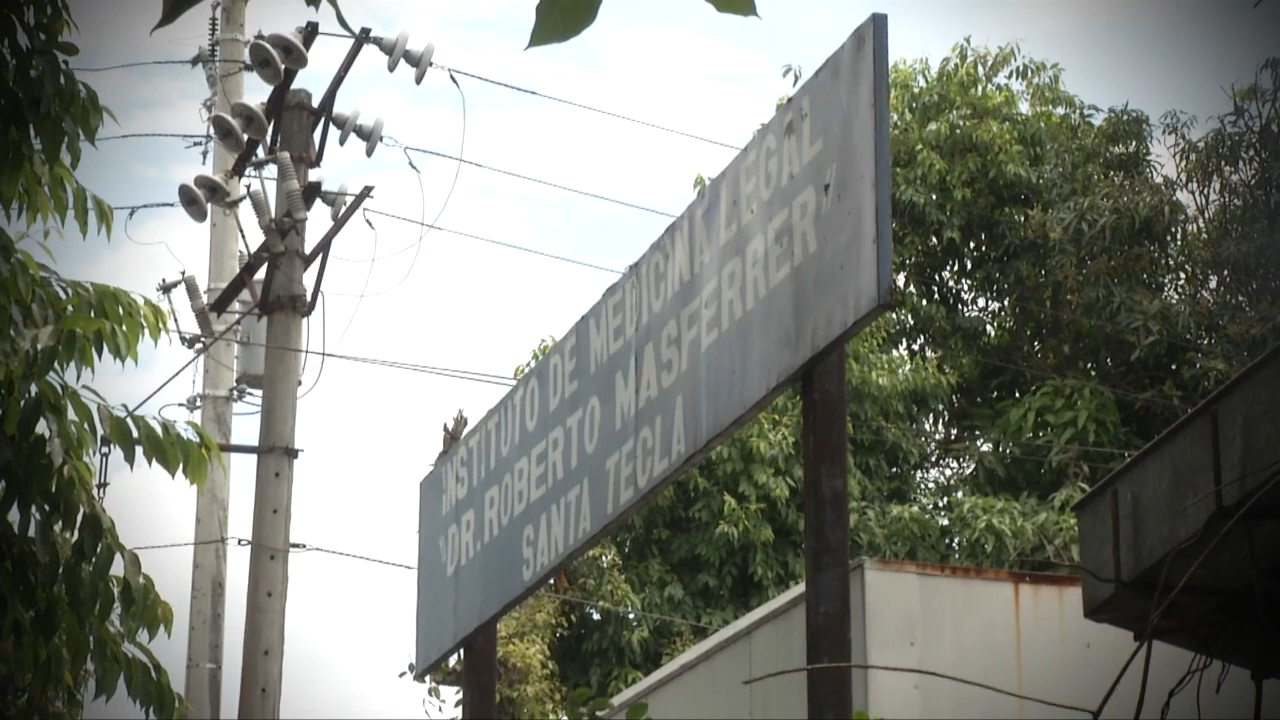 INSTITUTO DE MEDICINA LEGAL
"DR. ROBERTO MASFERRER"
SANTA TECLA